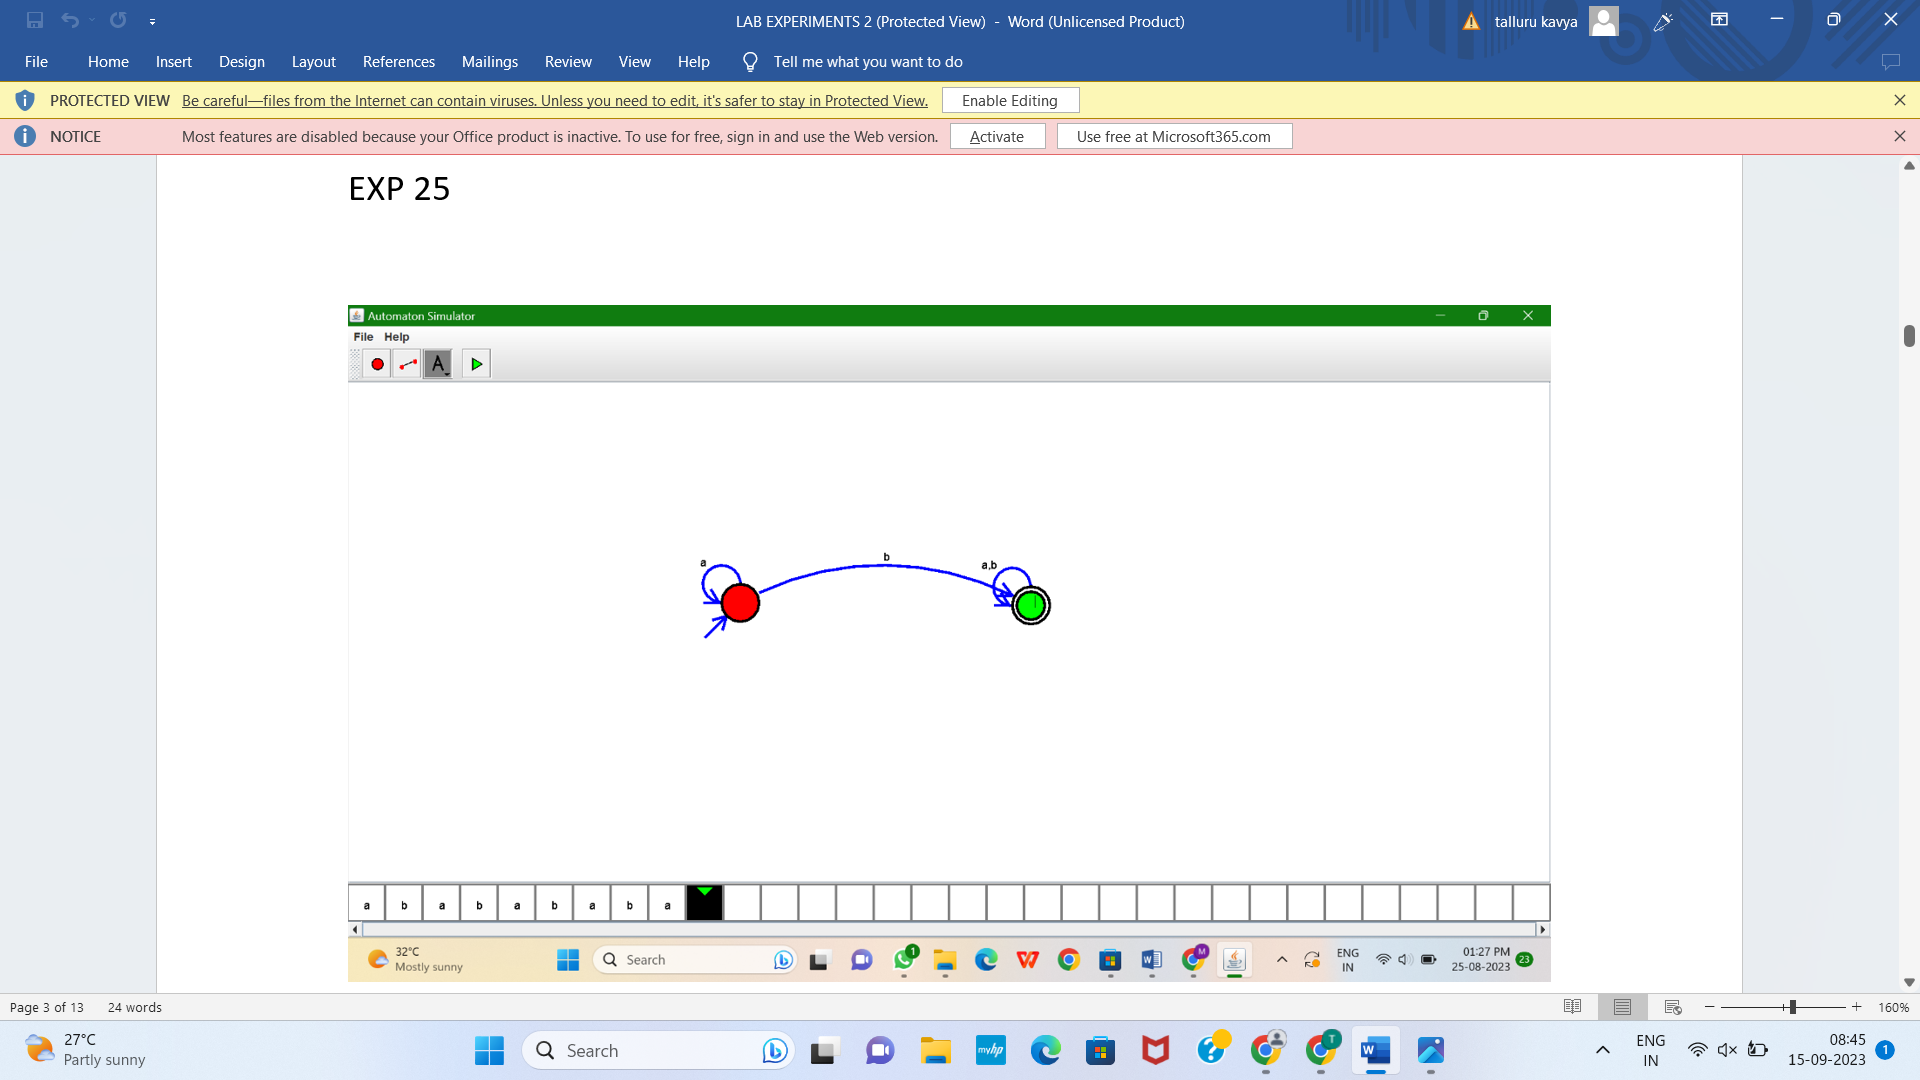 LAB EXPERIMENTS 2 (Protected View) - Word (Unlicensed Product)
talluru kavya
File Home Insert Design Layout References Mailings Review View Help Tell me what you want to do
PROTECTED VIEW Be careful—files from the Internet can contain viruses. Unless you need to edit, it's safer to stay in Protected View. Enable Editing
NOTICE Most features are disabled because your Office product is inactive. To use for free, sign in and use the Web version. Activate Use free at Microsoft365.com
EXP 25
Automaton Simulator
File Help
A
b
a
a,b
a b a b a b a b a
32°C
Mostly sunny
Search
1
M
ENG
IN
01:27 PM
25-08-2023
23
Page 3 of 13 24 words
160%
27°C
Partly sunny
Search
myhp
T
ENG
IN
08:45
15-09-2023
1